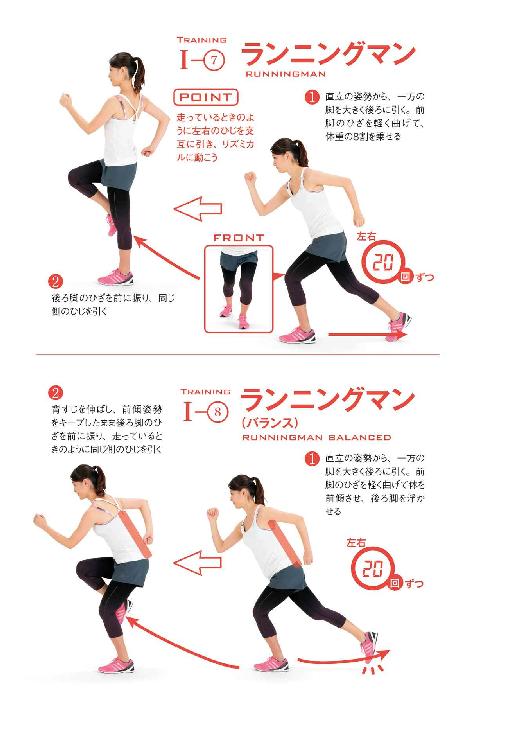 TRAINING
I-⑦
ランニングマン
RUNNINGMAN
POINT
走っているときのよ
うに左右のひじを交
互に引き、リズミカ
ルに動こう
❶ 直立の姿勢から、一方の
脚を大きく後ろに引く。前
脚のひざを軽く曲げて、
体重の8割を乗せる
FRONT
左右
20
回ずつ
❷
後ろ脚のひざを前に振り、同じ
側のひじを引く
TRAINING
I-⑧
ランニングマン
(バランス)
RUNNINGMAN BALANCED
❶ 直立の姿勢から、一方の
脚を大きく後ろに引く。前
脚のひざを軽く曲げて体を
前傾させ、後ろ脚を浮か
せる
❷
背すじを伸ばし、前傾姿勢
をキープしたまま後ろ脚のひ
ざを前に振り、走っていると
きのように同じ側のひじを引く
左右
20
回ずつ